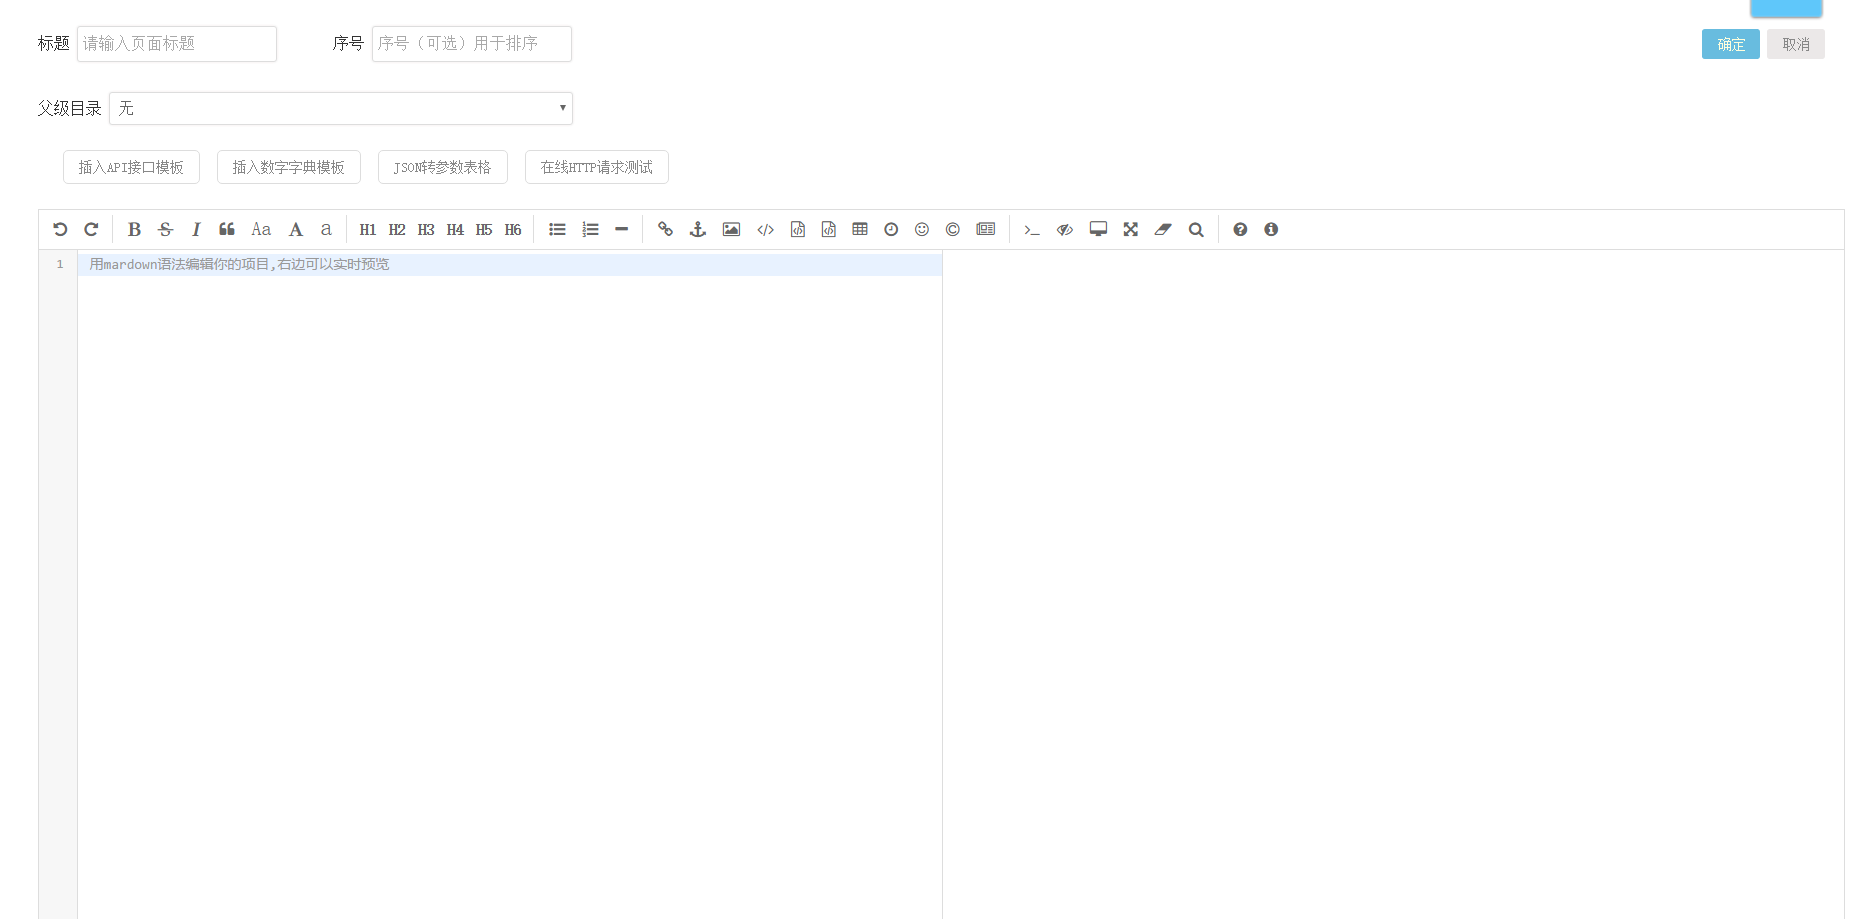 标题 请输入页面标题 序号 序号（可选）用于排序 确定 取消
父级目录 无
插入API接口模板 插入数字字典模板 JSON转参数表格 在线HTTP请求测试
B S I Aa A a H1 H2 H3 H4 H5 H6
1 用mardown语法编辑你的项目,右边可以实时预览